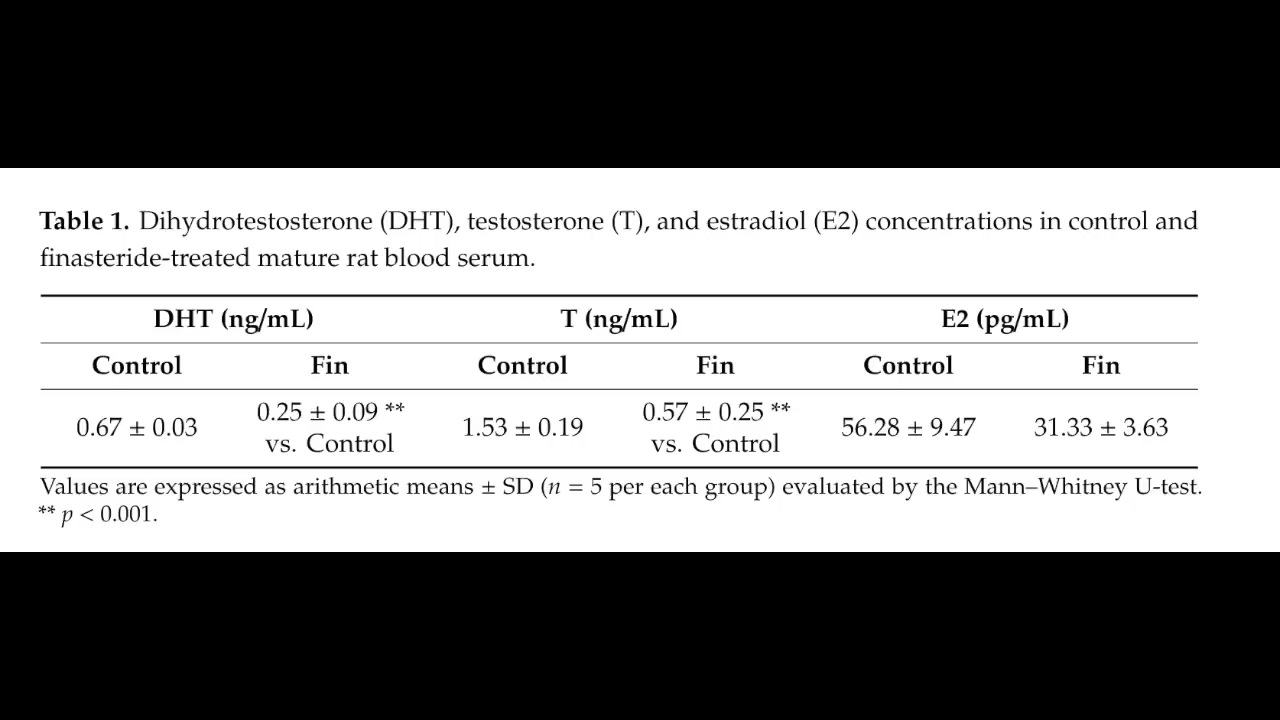 Table 1. Dihydrotestosterone (DHT), testosterone (T), and estradiol (E2) concentrations in control and
finasteride-treated mature rat blood serum.
DHT (ng/mL) T (ng/mL) E2 (pg/mL)
Control Fin Control Fin Control Fin
0.67 ± 0.03 0.25 ± 0.09 ** vs. Control 1.53 ± 0.19 0.57 ± 0.25 ** vs. Control 56.28 ± 9.47 31.33 ± 3.63
Values are expressed as arithmetic means ± SD (n = 5 per each group) evaluated by the Mann–Whitney U-test.
** p < 0.001.